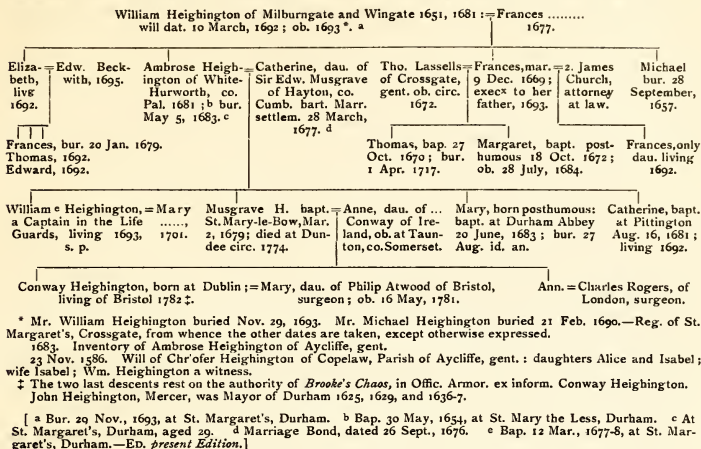 William Heighington of Milburngate and Wingate 1651, 1681 :=Frances .........
will dat. 10 March, 1692 ; ob. 1693 *. a
1677.
Eliza-
beth,
livg
1692.
=Edw. Beck-
with, 1695.
Ambrose Heigh-
ington of White-
Hurworth, co.
Pal. 1681 ; b bur.
May 5, 1683. c
=Catherine, dau. of
Sir Edw. Musgrave
of Hayton, co.
Cumb. bart. Marr.
settlem. 28 March,
1677. d
Tho. Lassells=
of Crossgate,
gent. ob. circ.
1672.
Frances, mar.
9 Dec. 1669;
execx to her
father, 1693.
=2. James
Church,
attorney
at law.
Michael
bur. 28
September,
1657.
Frances, bur. 20 Jan. 1679.
Thomas, 1692.
Edward, 1692.
Thomas, bap. 27
Oct. 1670; bur.
1 Apr. 1717.
Margaret, bapt. post-
humous 18 Oct. 1672;
ob. 28 July, 1684.
Frances, only
dau. living
1692.
William e Heighington,
a Captain in the Life
Guards, living 1693,
s. p.
=Mary
......,
1701.
Musgrave H. bapt.
St. Mary-le-Bow, Mar.
2, 1679; died at Dun-
dee circ. 1774.
=Anne, dau. of ...
Conway of Ire-
land, ob. at Taun-
ton, co. Somerset.
Mary, born posthumous:
bapt. at Durham Abbey
20 June, 1683 ; bur. 27
Aug. id. an.
Catherine, bapt.
at Pittington
Aug. 16, 1681 ;
living 1692.
Conway Heighington, born at Dublin ;=Mary, dau. of Philip Atwood of Bristol,
living of Bristol 1782 ‡.
surgeon ; ob. 16 May, 1781.
Ann.=Charles Rogers, of
London, surgeon.
* Mr. William Heighington buried Nov. 29, 1693. Mr. Michael Heighington buried 21 Feb. 1690.—Reg. of St.
Margaret's, Crossgate, from whence the other dates are taken, except otherwise expressed.
1683. Inventory of Ambrose Heighington of Aycliffe, gent.
23 Nov. 1586. Will of Chr'ofer Heighington of Copelaw, Parish of Aycliffe, gent. : daughters Alice and Isabel ;
wife Isabel ; Wm. Heighington a witness.
‡ The two last descents rest on the authority of Brooke's Chaos, in Offic. Armor. ex inform. Conway Heighington.
John Heighington, Mercer, was Mayor of Durham 1625, 1629, and 1636-7.
[ a Bur. 29 Nov., 1693, at St. Margaret's, Durham. b Bap. 30 May, 1654, at St. Mary the Less, Durham. c At
St. Margaret's, Durham, aged 29. d Marriage Bond, dated 26 Sept., 1676. e Bap. 12 Mar., 1677-8, at St. Mar-
garet's, Durham.—ED. present Edition.]